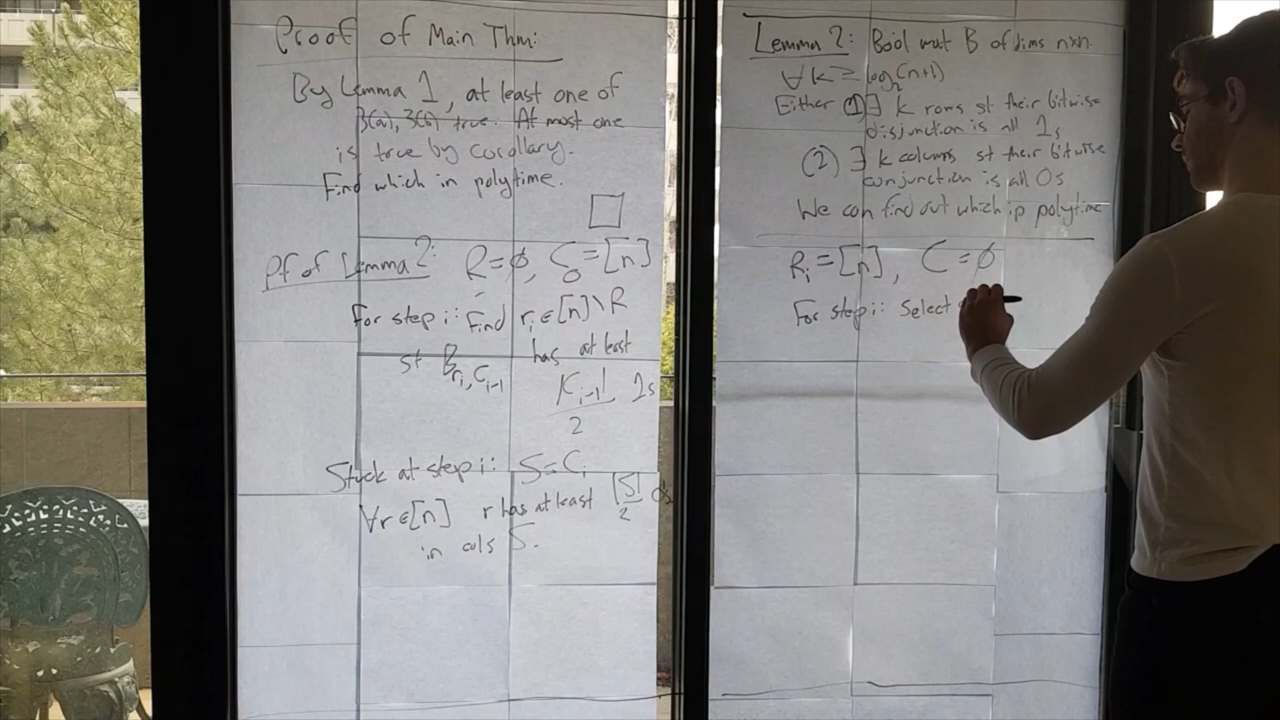 Proof of Main Thm:
By Lemma 1, at least one of
3(a), 3(b) true. At most one
is true by corollary.
Find which in polytime.
Pf of Lemma 2: R=∅, C₀=[n]
For step i: Find rᵢ∈[n]\R
st B_{rᵢ,Cᵢ₋₁} has at least
|Cᵢ₋₁|/2 1s
Stuck at step i: S=Cᵢ
∀r∈[n] r has at least |S|/2 0s
in cols S.
Lemma 2: Bool mat B of dims n×n.
∀k≥log₂(n+1)
Either (1) ∃ k rows st their bitwise
disjunction is all 1s
(2) ∃ k columns st their bitwise
conjunction is all 0s
We can find out which in polytime
Rᵢ=[n], C=∅
For step i: Select